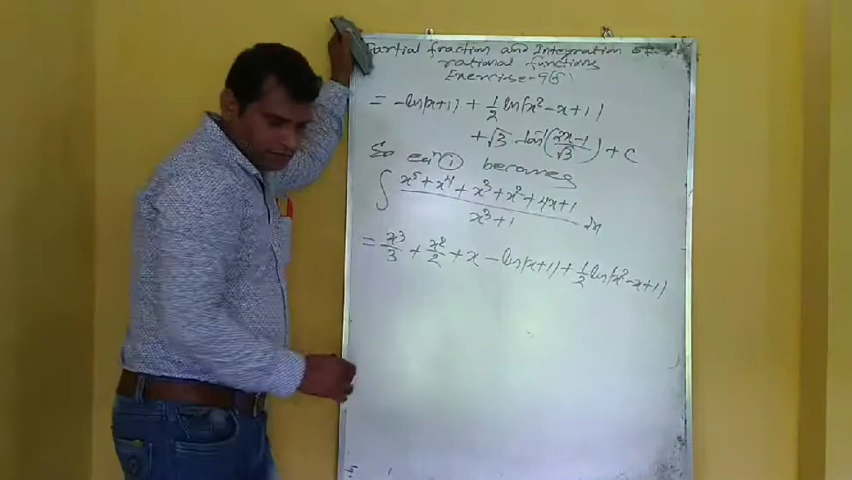 Partial fraction and Integration of
rational functions
Exercise-9(5)
= -ln|x+1| + 1/2 ln|x²-x+1|
+√3 tan⁻¹(2x-1/√3) + C
So eqⁿ (i) becomes
∫ x⁵+x⁴+x³+x²+4x+1 / x³+1 dx
= x³/3 + x²/2 + x - ln|x+1| + 1/2 ln|x²-x+1|